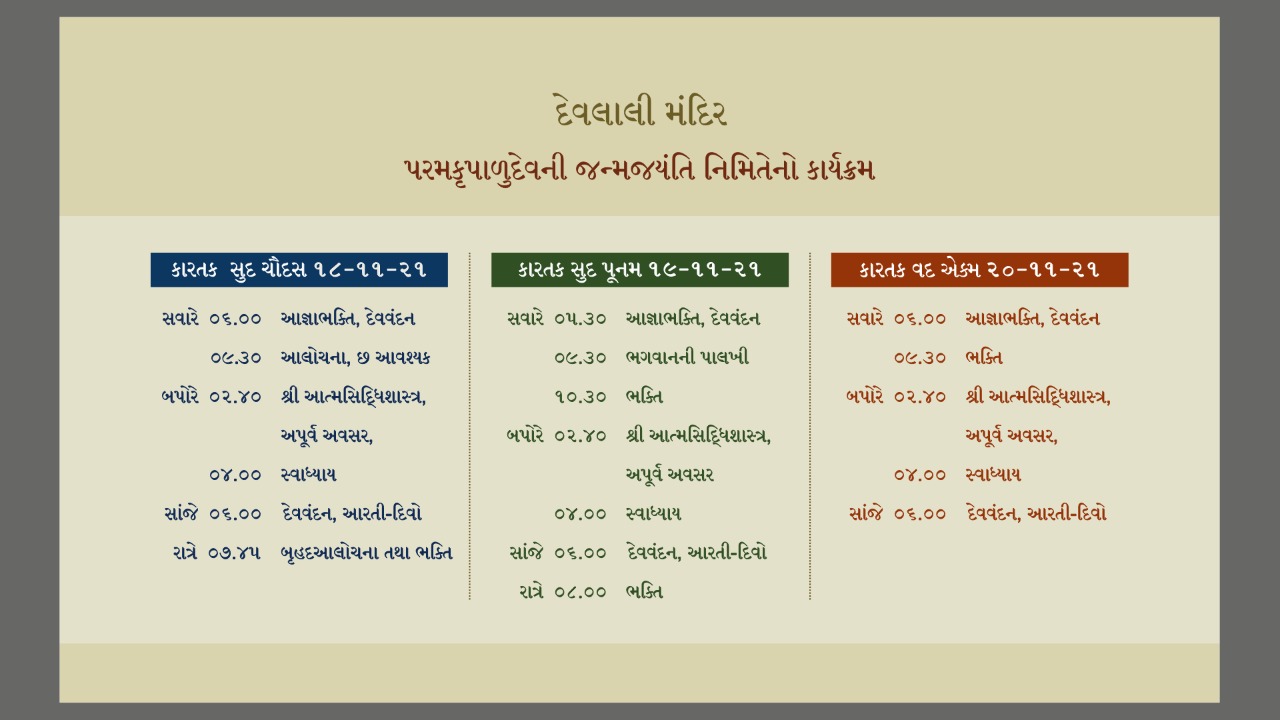 દેવલાલી મંદિર
પરમકૃપાળુદેવની જન્મજયંતિ નિમિતેનો કાર્યક્રમ
કારતક સુદ ચૌદસ ૧૮-૧૧-૨૧
સવારે ૦૬.૦૦ આજ્ઞાભક્તિ, દેવવંદન
૦૯.૩૦ આલોચના, છ આવશ્યક
બપોરે ૦૨.૪૦ શ્રી આત્મસિદ્ધિશાસ્ત્ર,
અપૂર્વ અવસર,
૦૪.૦૦ સ્વાધ્યાય
સાંજે ૦૬.૦૦ દેવવંદન, આરતી-દિવો
રાત્રે ૦૭.૪૫ બૃહદઆલોચના તથા ભક્તિ
કારતક સુદ પૂનમ ૧૯-૧૧-૨૧
સવારે ૦૫.૩૦ આજ્ઞાભક્તિ, દેવવંદન
૦૯.૩૦ ભગવાનની પાલખી
૧૦.૩૦ ભક્તિ
બપોરે ૦૨.૪૦ શ્રી આત્મસિદ્ધિશાસ્ત્ર,
અપૂર્વ અવસર
૦૪.૦૦ સ્વાધ્યાય
સાંજે ૦૬.૦૦ દેવવંદન, આરતી-દિવો
રાત્રે ૦૮.૦૦ ભક્તિ
કારતક વદ એકમ ૨૦-૧૧-૨૧
સવારે ૦૬.૦૦ આજ્ઞાભક્તિ, દેવવંદન
૦૯.૩૦ ભક્તિ
બપોરે ૦૨.૪૦ શ્રી આત્મસિદ્ધિશાસ્ત્ર,
અપૂર્વ અવસર,
૦૪.૦૦ સ્વાધ્યાય
સાંજે ૦૬.૦૦ દેવવંદન, આરતી-દિવો